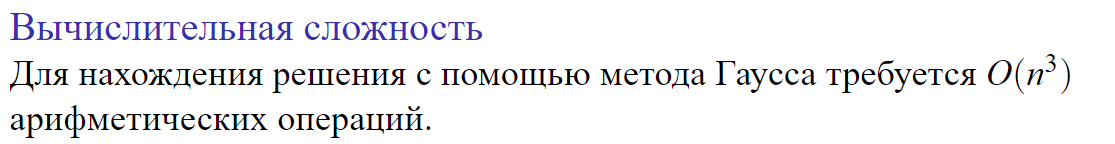 Вычислительная сложность
Для нахождения решения с помощью метода Гаусса требуется O(n³)
арифметических операций.